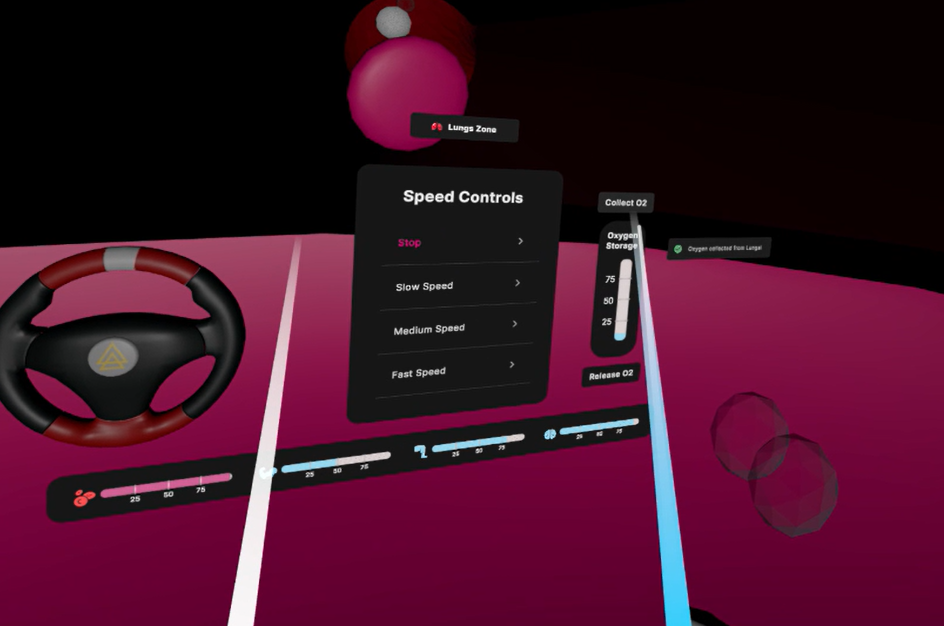 Lungs Zone
Speed Controls
Stop
Slow Speed
Medium Speed
Fast Speed
Collect O2
Oxygen
Storage
75
50
25
Release O2
Oxygen collected from Lungs!
25 50 75
25 50 75
25 50 75
25 50 75